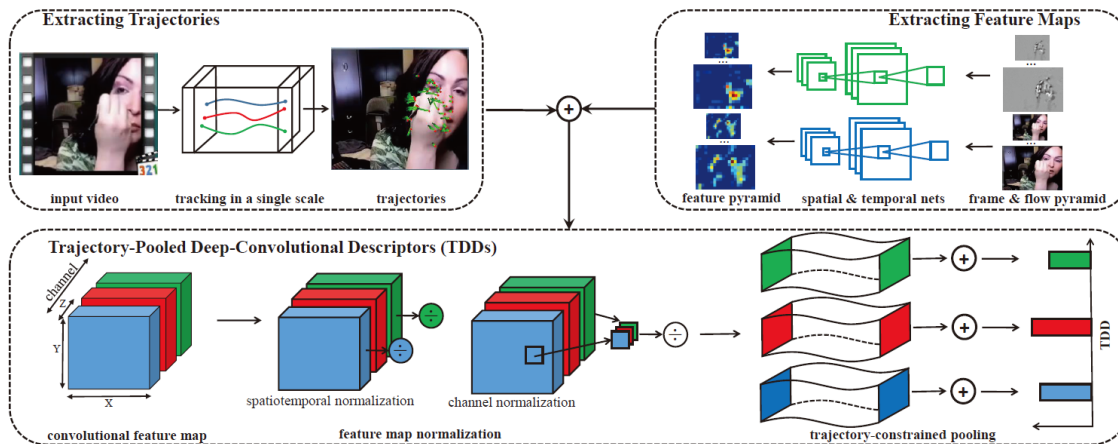 Extracting Trajectories
321
input video
tracking in a single scale
trajectories
Extracting Feature Maps
...
...
...
...
feature pyramid
spatial & temporal nets
frame & flow pyramid
Trajectory-Pooled Deep-Convolutional Descriptors (TDDs)
channel
Z
Y
X
convolutional feature map
spatiotemporal normalization
channel normalization
feature map normalization
trajectory-constrained pooling
TDD